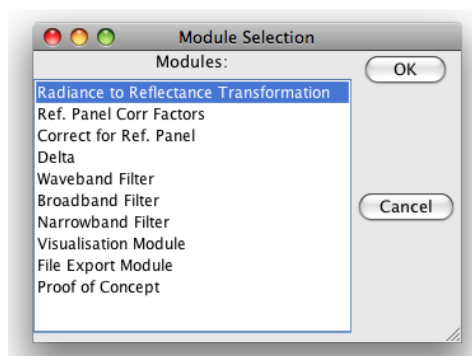 Module Selection
Modules:
OK
Radiance to Reflectance Transformation
Ref. Panel Corr Factors
Correct for Ref. Panel
Delta
Waveband Filter
Broadband Filter
Cancel
Narrowband Filter
Visualisation Module
File Export Module
Proof of Concept